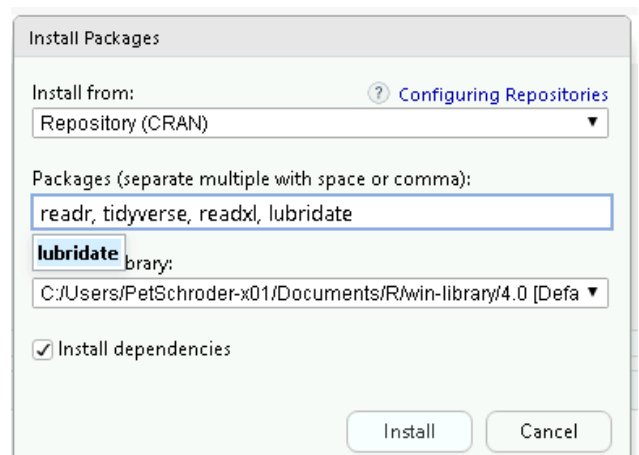 Install Packages
Install from:
? Configuring Repositories
Repository (CRAN)
Packages (separate multiple with space or comma):
readr, tidyverse, readxl, lubridate
lubridate
brary:
C:/Users/PetSchroder-x01/Documents/R/win-library/4.0 [Defa
Install dependencies
Install
Cancel